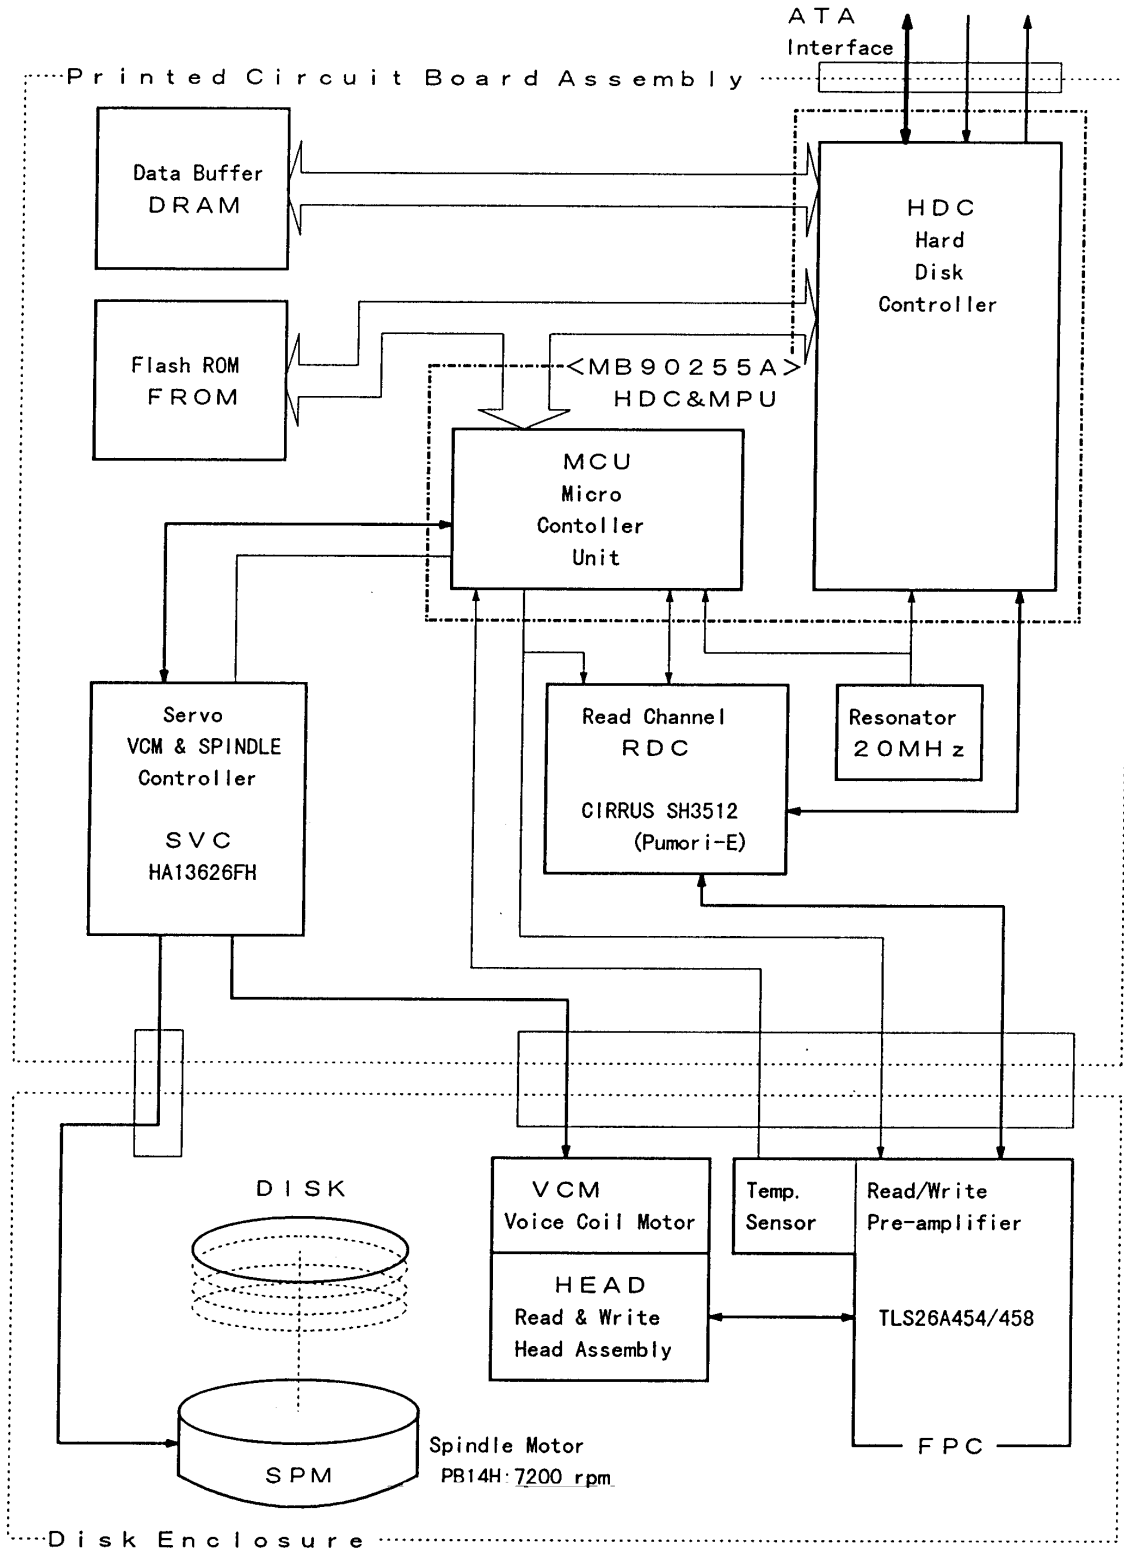 ATA
Interface
Printed Circuit Board Assembly
Data Buffer
DRAM
HDC
Hard
Disk
Controller
Flash ROM
FROM
<MB90255A>
HDC&MPU
MCU
Micro
Contoller
Unit
Servo
VCM & SPINDLE
Controller
SVC
HA13626FH
Read Channel
RDC
CIRRUS SH3512
(Pumori-E)
Resonator
20MHz
DISK
VCM
Voice Coil Motor
HEAD
Read & Write
Head Assembly
Temp.
Sensor
Read/Write
Pre-amplifier
TLS26A454/458
FPC
SPM
Spindle Motor
PB14H:7200 rpm
Disk Enclosure